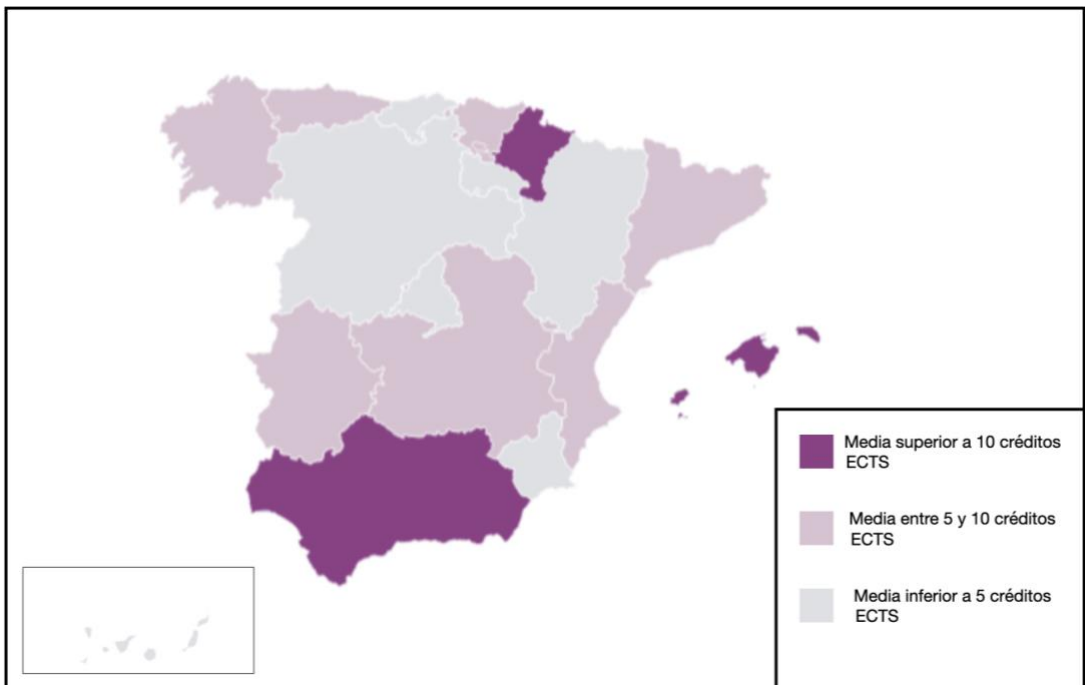 Media superior a 10 créditos
ECTS
Media entre 5 y 10 créditos
ECTS
Media inferior a 5 créditos
ECTS